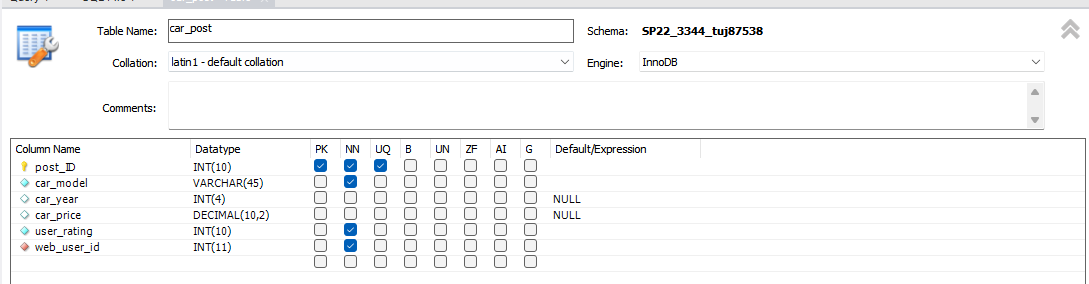 Table Name: car_post Schema: SP22_3344_tuj87538
Collation: latin1 - default collation Engine: InnoDB
Comments:
Column Name Datatype PK NN UQ B UN ZF AI G Default/Expression
post_ID INT(10)
car_model VARCHAR(45)
car_year INT(4) NULL
car_price DECIMAL(10,2) NULL
user_rating INT(10)
web_user_id INT(11)